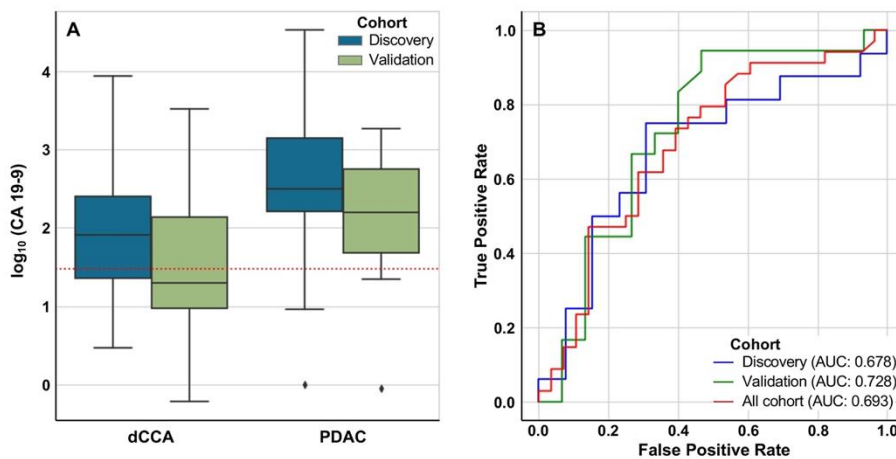 A
Cohort
Discovery
Validation
log10 (CA 19-9)
4
3
2
1
0
dCCA
PDAC
B
True Positive Rate
1.0
0.8
0.6
0.4
0.2
0.0
Cohort
Discovery (AUC: 0.678)
Validation (AUC: 0.728)
All cohort (AUC: 0.693)
0.0 0.2 0.4 0.6 0.8 1.0
False Positive Rate